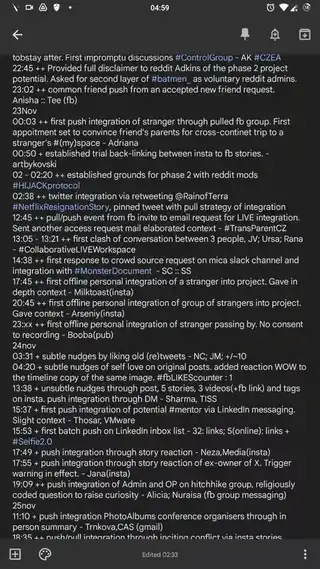 04:59
tobstay after. First impromptu discussions #ControlGroup - AK #CZEA
22:45 ++ Provided full disclaimer to reddit Adkins of the phase 2 project
potential. Asked for second layer of #batmen_ as voluntary reddit admins.
23:02 ++ common friend push from an accepted new friend request.
Anisha :: Tee (fb)
23Nov
00:03 ++ first push integration of stranger through pulled fb group. First
appoitment set to convince friend's parents for cross-continet trip to a
stranger's #(my)space - Adriana
00:50 + established trial back-linking between insta to fb stories. -
artbykovski
02 - 02:20 ++ established grounds for phase 2 with reddit mods
#HIJACKprotocol
02:38 ++ twitter integration via retweeting @RainofTerra
#NetflixResignationStory, pinned tweet with pull strategy of integration
12:45 ++ pull/push event from fb invite to email request for LIVE integration.
Sent another access request mail elaborated context - #TransParentCZ
13:05 - 13:21 ++ first clash of conversation between 3 people, JV; Ursa; Rana
- #CollaborativeLIVEWorkspace
14:38 ++ first response to crowd source request on mica slack channel and
integration with #MonsterDocument - SC :: SS
17:45 ++ first offline personal integration of a stranger into project. Gave in
depth context - Milktoast(insta)
20:45 ++ first offline personal integration of group of strangers into project.
Gave context - Arseniy(insta)
23:xx ++ first offline personal integration of stranger passing by. No consent
to recording - Booba(pub)
24nov
03:31 + subtle nudges by liking old (re)tweets - NC; JM; +/-10
04:20 + subtle nudges of self love on original posts. added reaction WOW to
the timeline copy of the same image. #fbLIKEScounter : 1
13:38 + unsubtle nudges through post, 5 stories, 3 videos(+fb link) and tags
on insta. push integration through DM - Sharma, TISS
15:37 + first push integration of potential #mentor via LinkedIn messaging.
Slight context - Thosar, VMware
15:53 + first batch push on LinkedIn inbox list - 32: links; 5(online): links +
#Selfie2.0
17:49 + push integration through story reaction - Neza,Media(insta)
17:55 + push integration through story reaction of ex-owner of X. Trigger
warning in effect. - Jana(insta)
19:09 ++ push integration of Admin and OP on hitchhike group, religiously
coded question to raise curiosity - Alicia; Nuraisa (fb group messaging)
25nov
11:10 + push integration PhotoAlbums conference organisers through in
person summary - Trnkova,CAS (gmail)
18:35 ++ push/pull integration through inciting conflict via insta stories
Edited 02:33